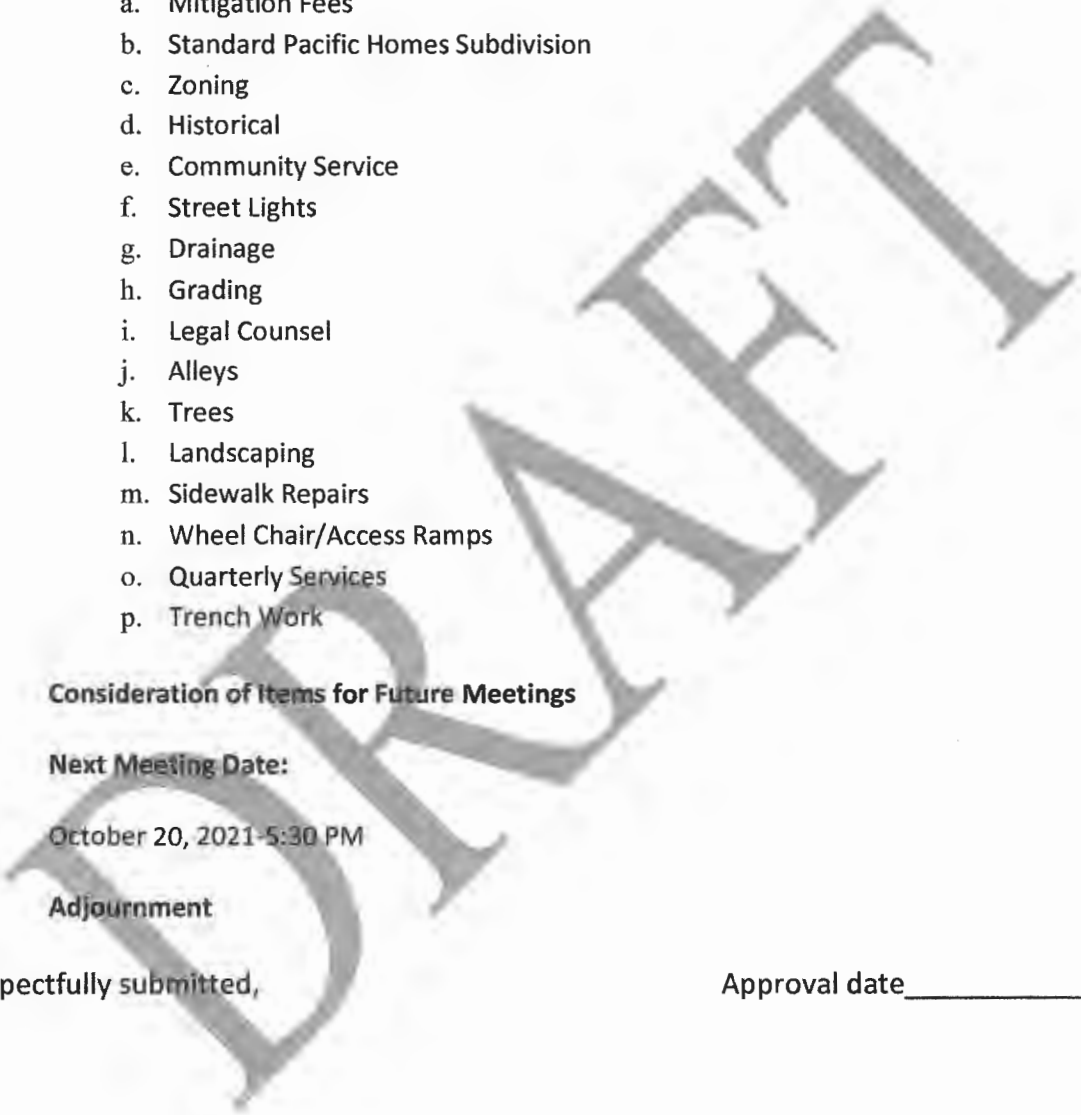 a. Mitigation Fees
b. Standard Pacific Homes Subdivision
c. Zoning
d. Historical
e. Community Service
f. Street Lights
g. Drainage
h. Grading
i. Legal Counsel
j. Alleys
k. Trees
l. Landscaping
m. Sidewalk Repairs
n. Wheel Chair/Access Ramps
o. Quarterly Services
p. Trench Work
Consideration of Items for Future Meetings
Next Meeting Date:
October 20, 2021-5:30 PM
Adjournment
pectfully submitted, Approval date
DRAFT